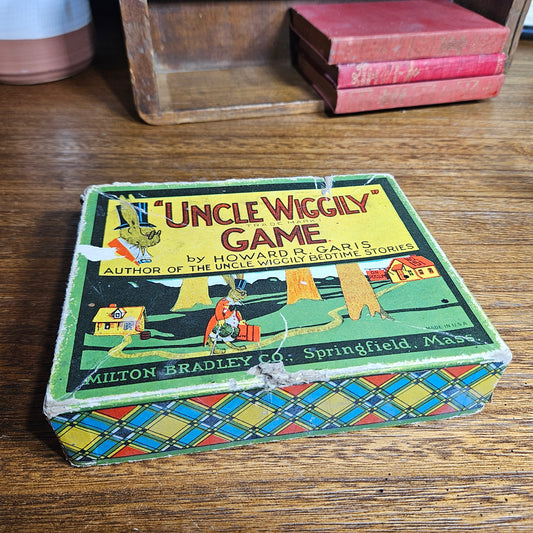 "UNCLE WIGGILY"
TRADE MARK
GAME
by HOWARD R. GARIS
AUTHOR OF THE UNCLE WIGGILY BEDTIME STORIES
MADE IN U.S.A.
MILTON BRADLEY CO.; Springfield, Mass.